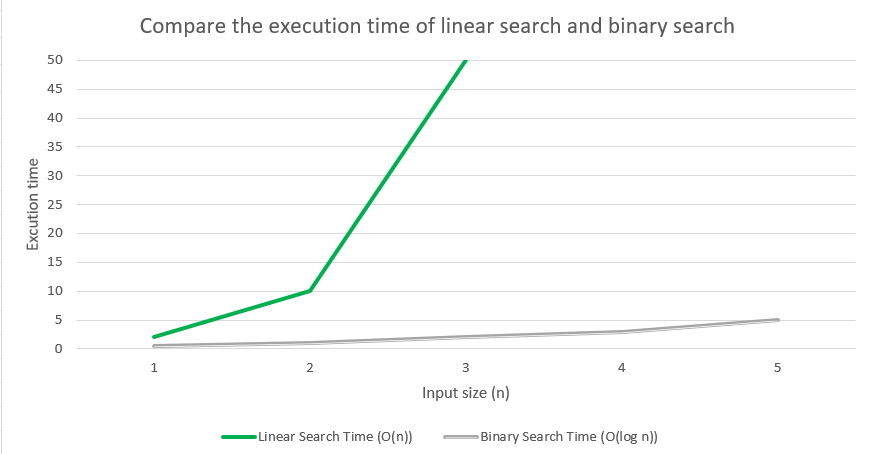 Compare the execution time of linear search and binary search
50
45
40
35
30
25
20
15
10
5
0
Excution time
1 2 3 4 5
Input size (n)
Linear Search Time (O(n)) Binary Search Time (O(log n))